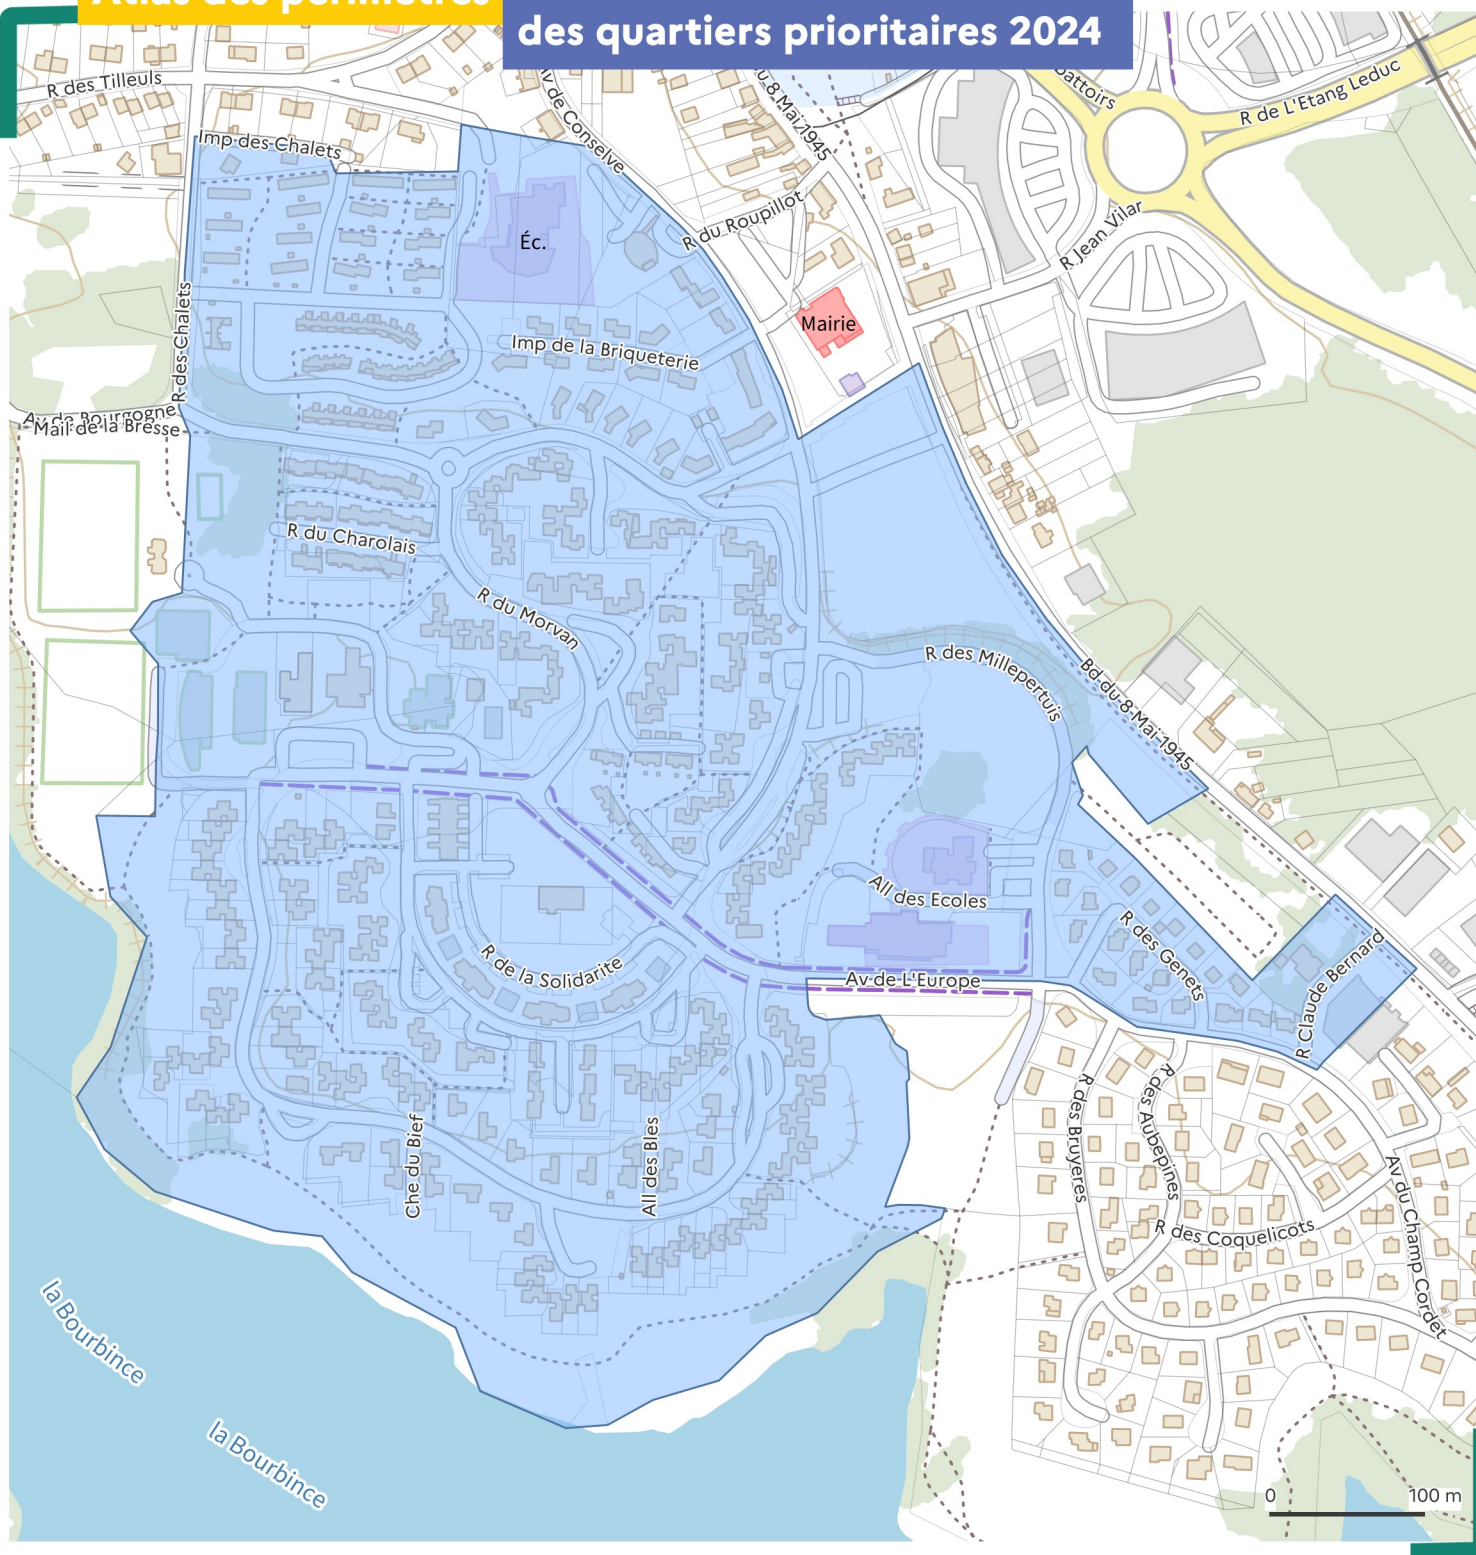 Atlas des périmètres
des quartiers prioritaires 2024
R des Tilleuls
Imp des Chalets
Av de Conselve
du 8 Mai 1945
R de L'Etang Leduc
R du Roupillot
R Jean Vilar
Éc.
Mairie
R des Chalets
Imp de la Briqueterie
Av de Bourgogne
Mail de la Bresse
R du Charolais
R du Morvan
R des Millepertuis
Bd du 8 Mai 1945
All des Ecoles
R des Genets
R de la Solidarite
Av de L'Europe
R Claude Bernard
R des Bruyeres
R des Aubepines
Che du Bief
All des Bles
R des Coquelicots
Av du Champ Cordet
la Bourbince
la Bourbince
0
100 m